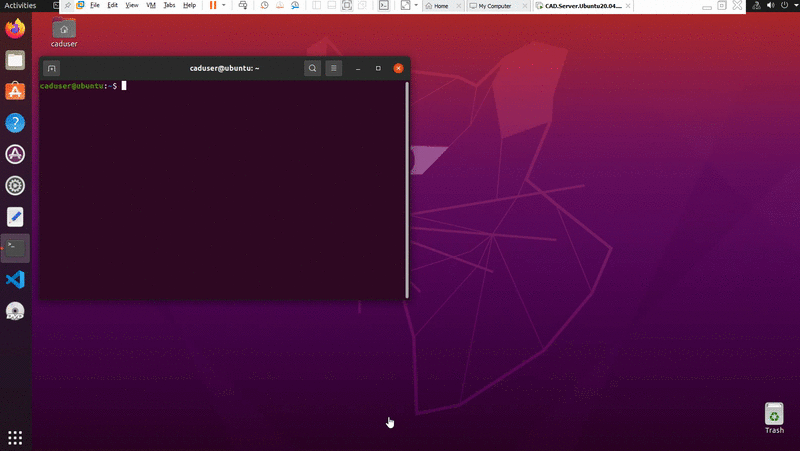 Activities
File Edit View VM Tabs Help
Home
My Computer
CAD.Server.Ubuntu20.04....
caduser
caduser@ubuntu: ~
caduser@ubuntu:~$
Trash